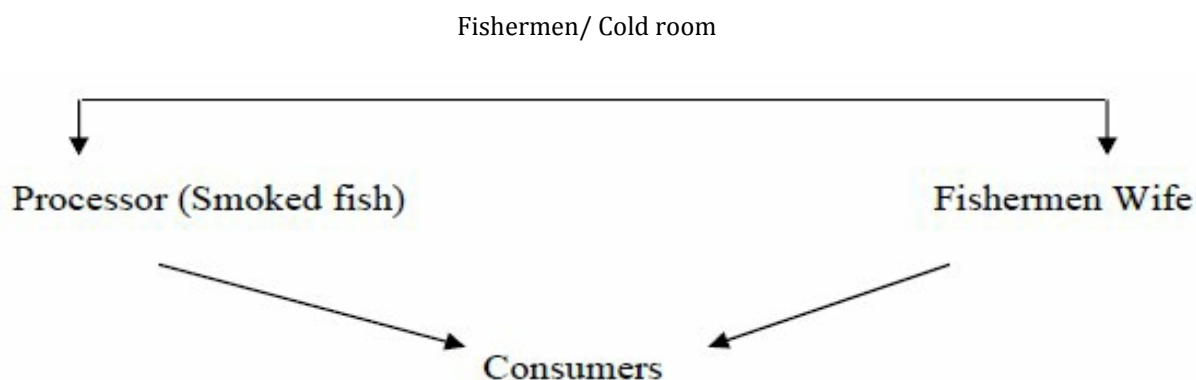 Fishermen/ Cold room
Processor (Smoked fish)
Fishermen Wife
Consumers